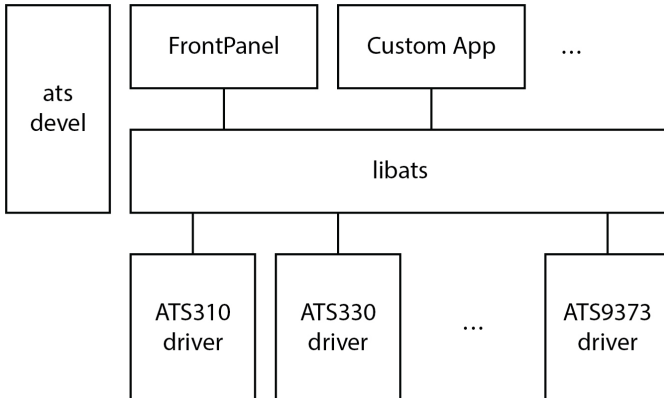 FrontPanel
Custom App
...
ats
devel
libats
ATS310
driver
ATS330
driver
...
ATS9373
driver